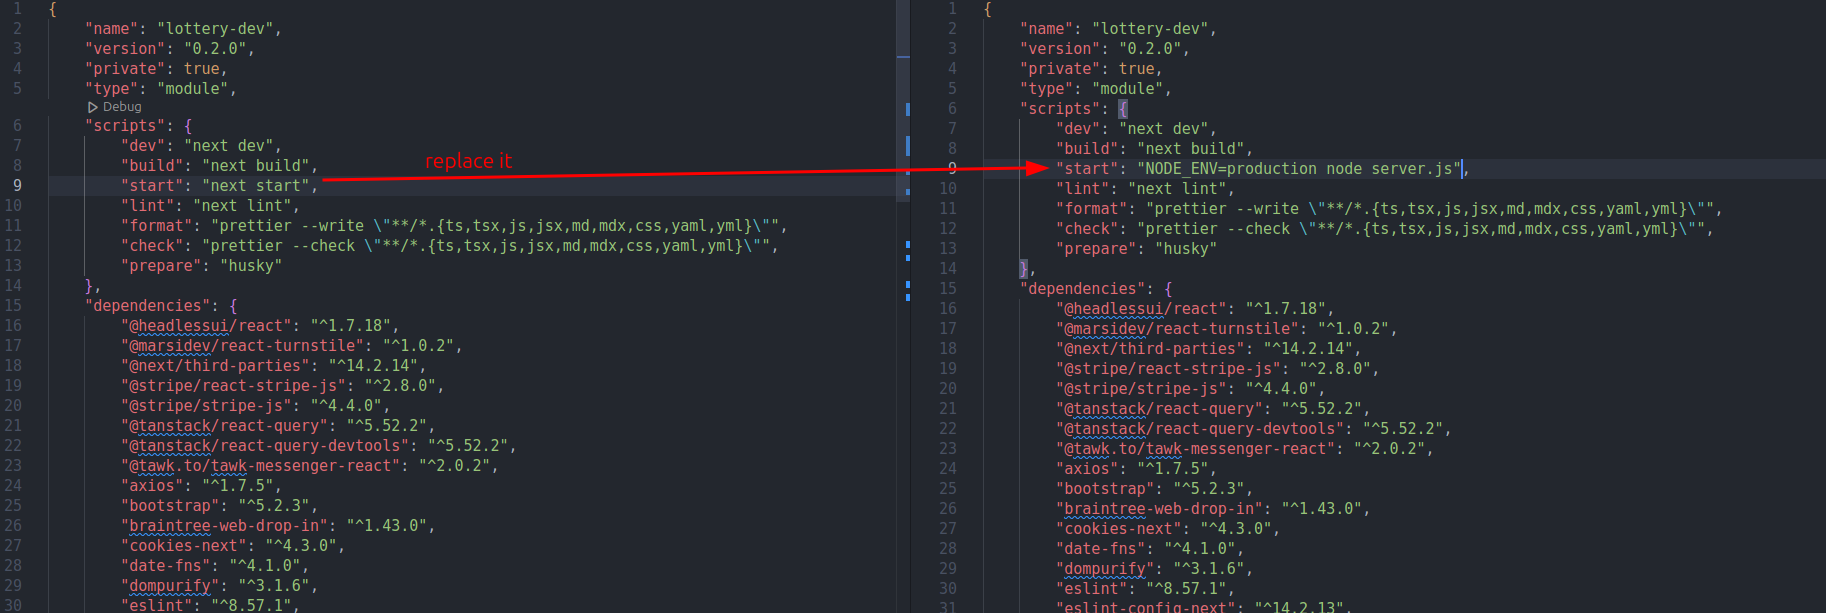 1 {
2 "name": "lottery-dev",
3 "version": "0.2.0",
4 "private": true,
5 "type": "module",
Debug
6 "scripts": {
7 "dev": "next dev",
8 "build": "next build",
9 "start": "next start",
10 "lint": "next lint",
11 "format": "prettier --write \"**/*.{ts,tsx,js,jsx,md,mdx,css,yaml,yml}\"",
12 "check": "prettier --check \"**/*.{ts,tsx,js,jsx,md,mdx,css,yaml,yml}\"",
13 "prepare": "husky"
14 },
15 "dependencies": {
16 "@headlessui/react": "^1.7.18",
17 "@marsidev/react-turnstile": "^1.0.2",
18 "@next/third-parties": "^14.2.14",
19 "@stripe/react-stripe-js": "^2.8.0",
20 "@stripe/stripe-js": "^4.4.0",
21 "@tanstack/react-query": "^5.52.2",
22 "@tanstack/react-query-devtools": "^5.52.2",
23 "@tawk.to/tawk-messenger-react": "^2.0.2",
24 "axios": "^1.7.5",
25 "bootstrap": "^5.2.3",
26 "braintree-web-drop-in": "^1.43.0",
27 "cookies-next": "^4.3.0",
28 "date-fns": "^4.1.0",
29 "dompurify": "^3.1.6",
30 "eslint": "^8.57.1",
replace it
1 {
2 "name": "lottery-dev",
3 "version": "0.2.0",
4 "private": true,
5 "type": "module",
6 "scripts": {
7 "dev": "next dev",
8 "build": "next build",
9 "start": "NODE_ENV=production node server.js",
10 "lint": "next lint",
11 "format": "prettier --write \"**/*.{ts,tsx,js,jsx,md,mdx,css,yaml,yml}\"",
12 "check": "prettier --check \"**/*.{ts,tsx,js,jsx,md,mdx,css,yaml,yml}\"",
13 "prepare": "husky"
14 },
15 "dependencies": {
16 "@headlessui/react": "^1.7.18",
17 "@marsidev/react-turnstile": "^1.0.2",
18 "@next/third-parties": "^14.2.14",
19 "@stripe/react-stripe-js": "^2.8.0",
20 "@stripe/stripe-js": "^4.4.0",
21 "@tanstack/react-query": "^5.52.2",
22 "@tanstack/react-query-devtools": "^5.52.2",
23 "@tawk.to/tawk-messenger-react": "^2.0.2",
24 "axios": "^1.7.5",
25 "bootstrap": "^5.2.3",
26 "braintree-web-drop-in": "^1.43.0",
27 "cookies-next": "^4.3.0",
28 "date-fns": "^4.1.0",
29 "dompurify": "^3.1.6",
30 "eslint": "^8.57.1",
31 "eslint-config-next": "^14.2.13",